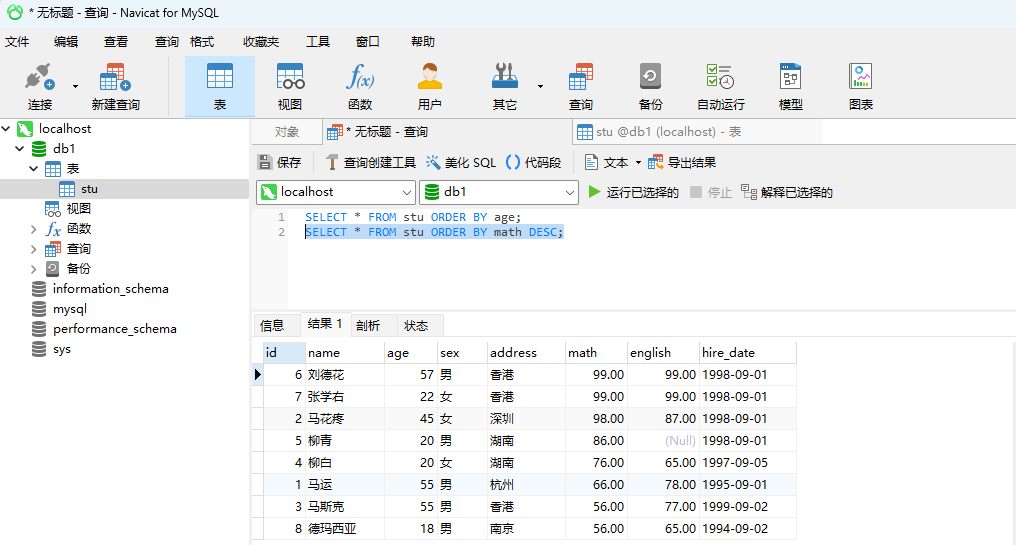 * 无标题 - 查询 - Navicat for MySQL
文件 编辑 查看 查询 格式 收藏夹 工具 窗口 帮助
连接 新建查询 表 视图 函数 用户 其它 查询 备份 自动运行 模型 图表
localhost
db1
表
stu
视图
函数
查询
备份
information_schema
mysql
performance_schema
sys
对象 * 无标题 - 查询 stu @db1 (localhost) - 表
保存 查询创建工具 美化 SQL 代码段 文本 导出结果
localhost db1 运行已选择的 停止 解释已选择的
1 SELECT * FROM stu ORDER BY age;
2 SELECT * FROM stu ORDER BY math DESC;
信息 结果 1 剖析 状态
id name age sex address math english hire_date
6 刘德花 57 男 香港 99.00 99.00 1998-09-01
7 张学右 22 女 香港 99.00 99.00 1998-09-01
2 马花疼 45 女 深圳 98.00 87.00 1998-09-01
5 柳青 20 男 湖南 86.00 (Null) 1998-09-01
4 柳白 20 女 湖南 76.00 65.00 1997-09-05
1 马运 55 男 杭州 66.00 78.00 1995-09-01
3 马斯克 55 男 香港 56.00 77.00 1999-09-02
8 德玛西亚 18 男 南京 56.00 65.00 1994-09-02